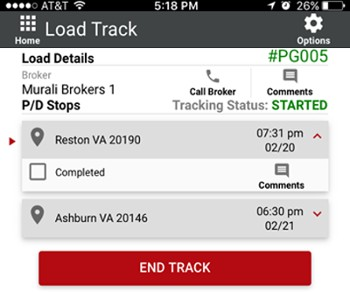 AT&T 5:18 PM 26%
Home Load Track Options
Load Details #PG005
Broker
Murali Brokers 1 Call Broker Comments
P/D Stops Tracking Status: STARTED
Reston VA 20190 07:31 pm
02/20
Completed Comments
Ashburn VA 20146 06:30 pm
02/21
END TRACK